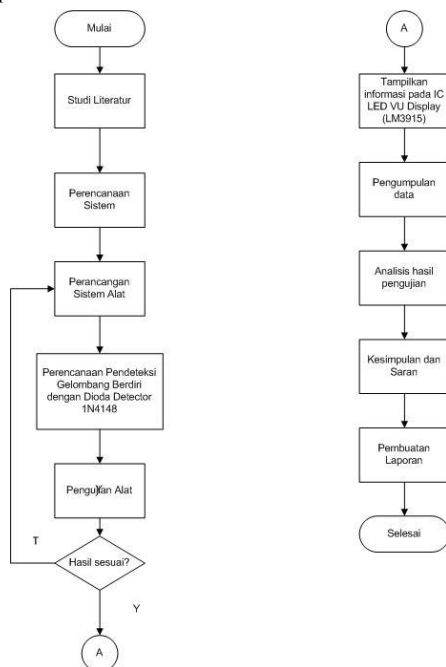 Mulai
Studi Literatur
Perencanaan
Sistem
Perancangan
Sistem Alat
Perencanaan Pendeteksi
Gelombang Berdiri
dengan Dioda Detector
1N4148
Pengujian Alat
Hasil sesuai?
T
Y
A
A
Tampilkan
informasi pada IC
LED VU Display
(LM3915)
Pengumpulan
data
Analisis hasil
pengujian
Kesimpulan dan
Saran
Pembuatan
Laporan
Selesai